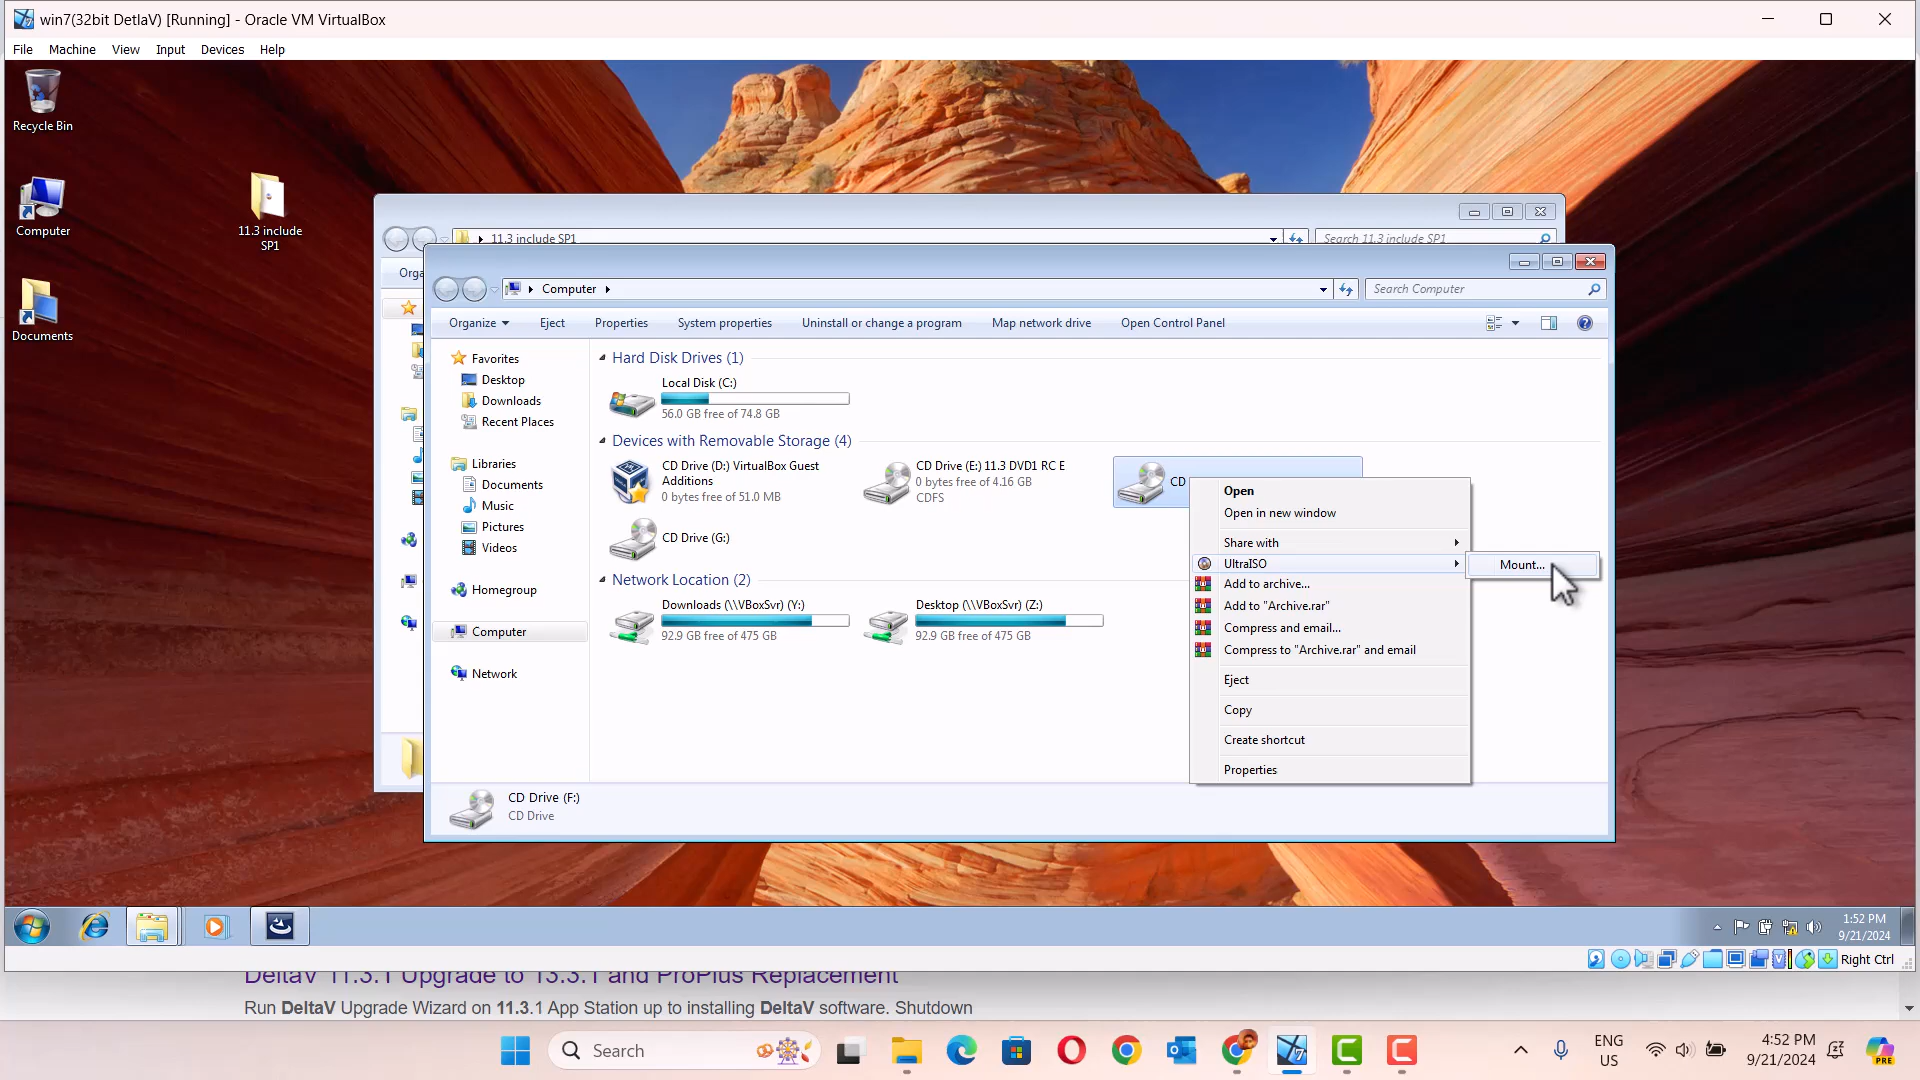 win7(32bit DetlaV) [Running] - Oracle VM VirtualBox
File Machine View Input Devices Help
Recycle Bin
Computer
Documents
11.3 include
SP1
11.3 include SP1
Search 11.3 include SP1
Orga
Computer
Search Computer
Organize Eject Properties System properties Uninstall or change a program Map network drive Open Control Panel
Favorites
Desktop
Downloads
Recent Places
Libraries
Documents
Music
Pictures
Videos
Homegroup
Computer
Network
Hard Disk Drives (1)
Local Disk (C:)
56.0 GB free of 74.8 GB
Devices with Removable Storage (4)
CD Drive (D:) VirtualBox Guest
Additions
0 bytes free of 51.0 MB
CD Drive (E:) 11.3 DVD1 RC E
0 bytes free of 4.16 GB
CDFS
CD
CD Drive (G:)
Network Location (2)
Downloads (\\VBoxSvr) (Y:)
92.9 GB free of 475 GB
Desktop (\\VBoxSvr) (Z:)
92.9 GB free of 475 GB
Open
Open in new window
Share with
UltraISO
Mount...
Add to archive...
Add to "Archive.rar"
Compress and email...
Compress to "Archive.rar" and email
Eject
Copy
Create shortcut
Properties
CD Drive (F:)
CD Drive
1:52 PM
9/21/2024
Right Ctrl
DeltaV 11.3.1 Upgrade to 13.3.1 and ProPlus Replacement
Run DeltaV Upgrade Wizard on 11.3.1 App Station up to installing DeltaV software. Shutdown
Search
ENG
US
4:52 PM
9/21/2024
PRE